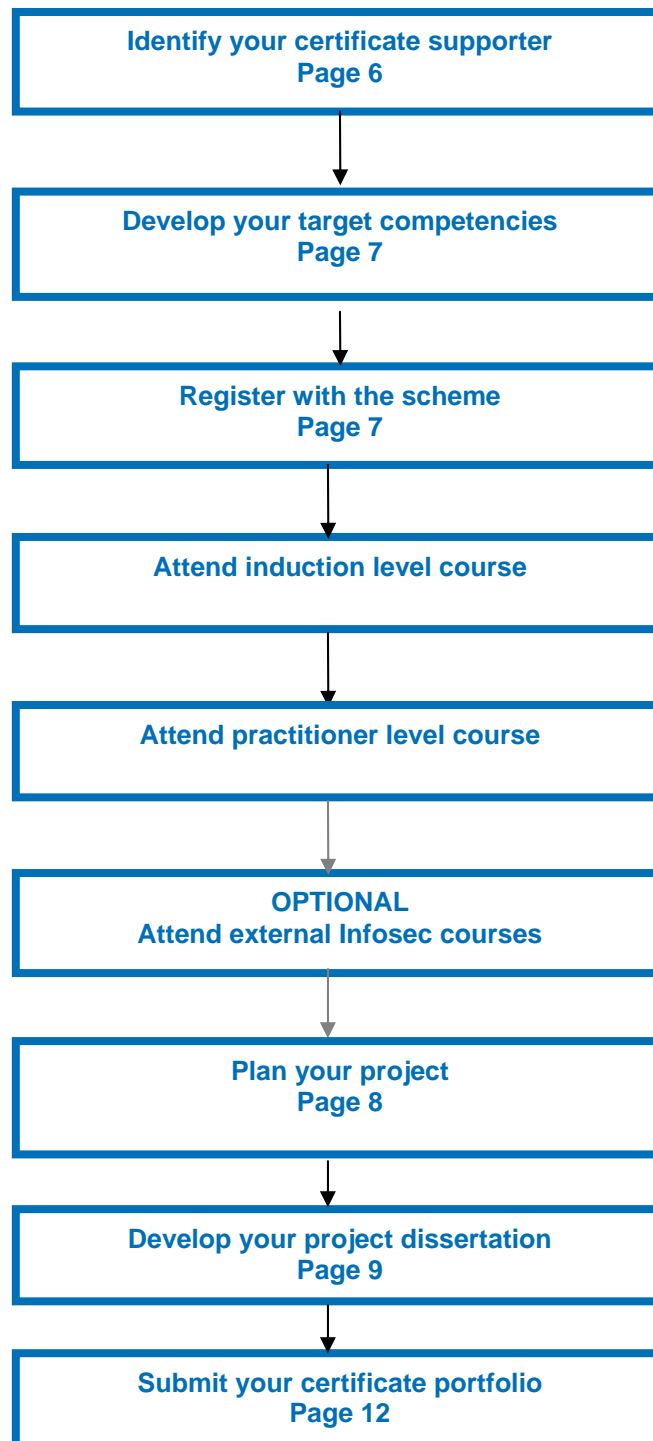 Identify your certificate supporter
Page 6
Develop your target competencies
Page 7
Register with the scheme
Page 7
Attend induction level course
Attend practitioner level course
OPTIONAL
Attend external Infosec courses
Plan your project
Page 8
Develop your project dissertation
Page 9
Submit your certificate portfolio
Page 12